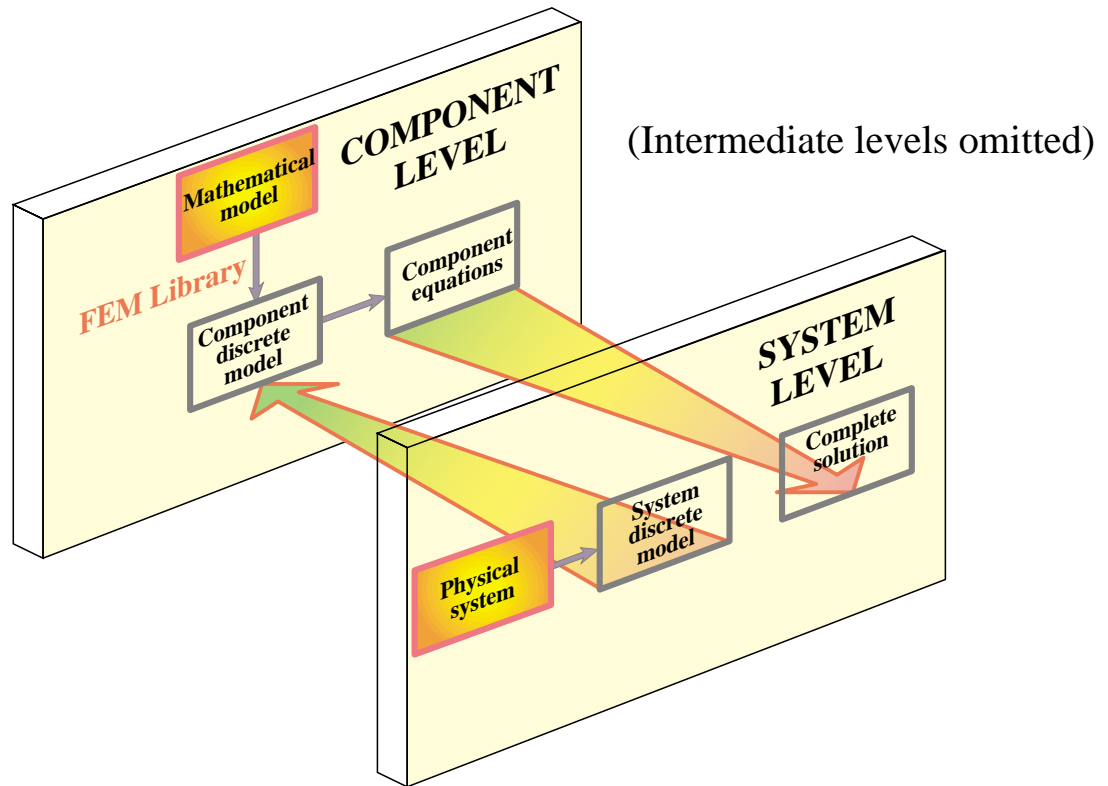 COMPONENT
LEVEL
(Intermediate levels omitted)
Mathematical
model
FEM Library
Component
discrete
model
Component
equations
SYSTEM
LEVEL
Complete
solution
System
discrete
model
Physical
system